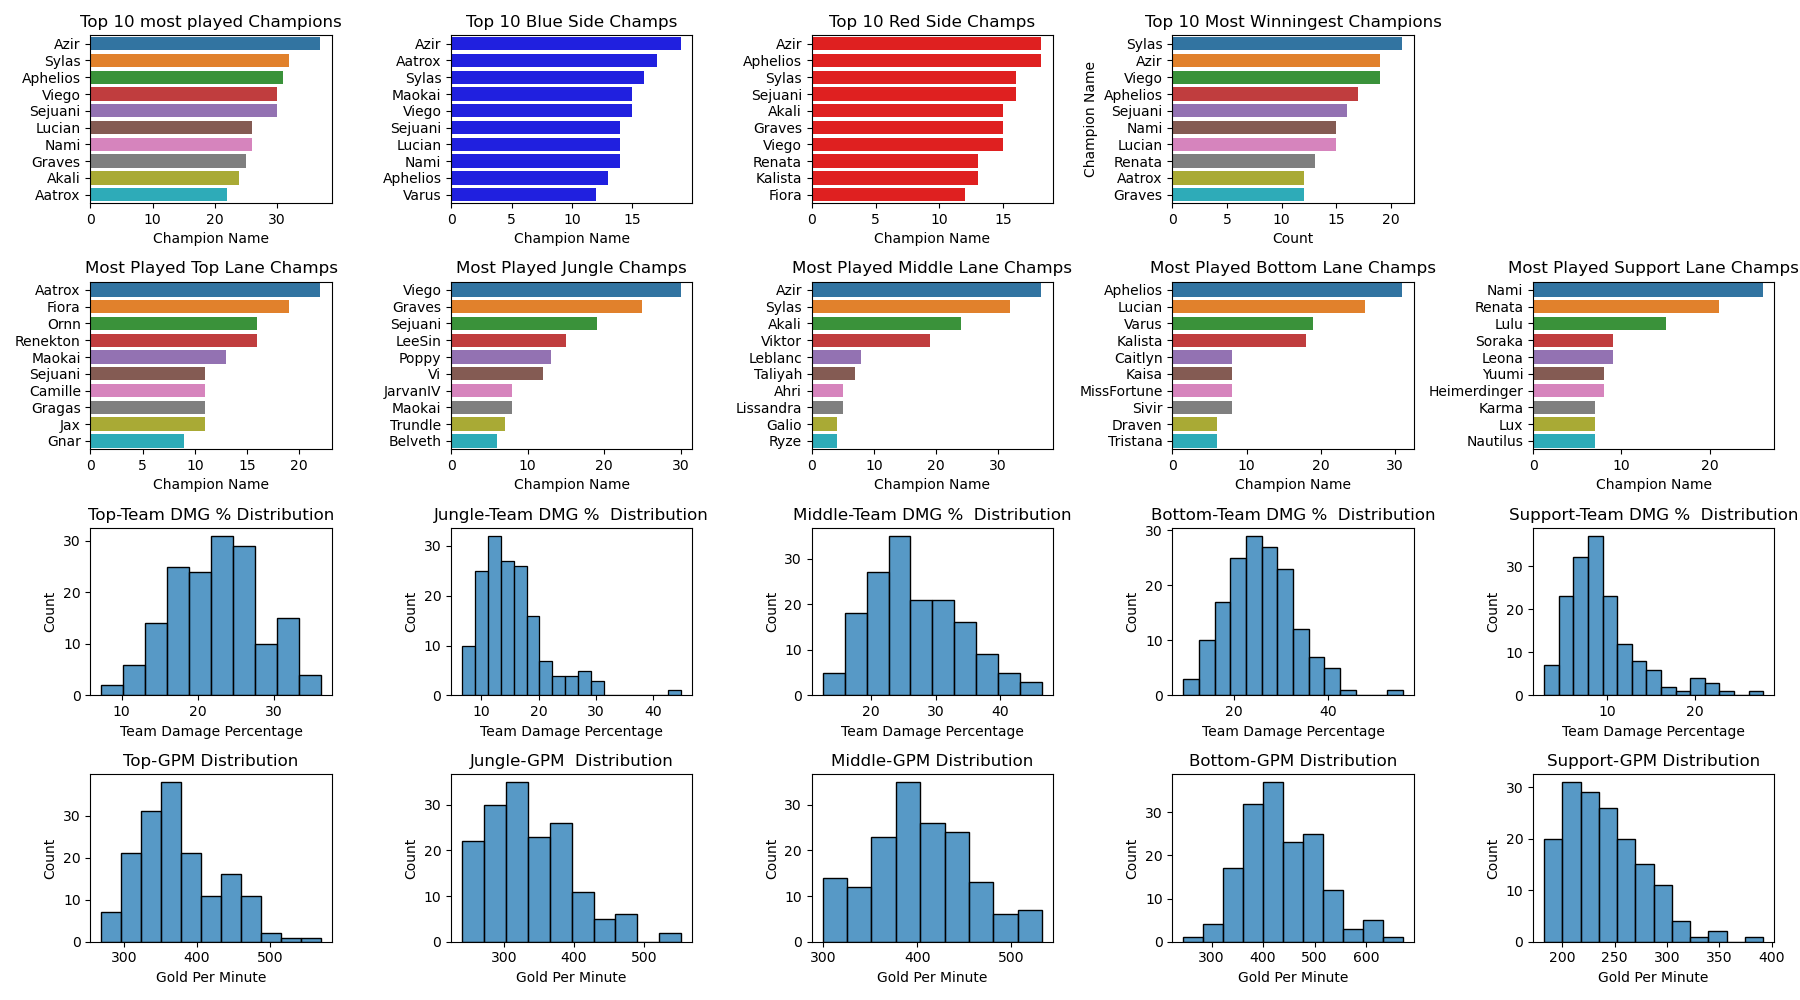 Top 10 most played Champions
Azir
Sylas
Aphelios
Viego
Sejuani
Lucian
Nami
Graves
Akali
Aatrox
0 10 20 30
Champion Name
Top 10 Blue Side Champs
Azir
Aatrox
Sylas
Maokai
Viego
Sejuani
Lucian
Nami
Aphelios
Varus
0 5 10 15
Champion Name
Top 10 Red Side Champs
Azir
Aphelios
Sylas
Sejuani
Akali
Graves
Viego
Renata
Kalista
Fiora
0 5 10 15
Champion Name
Top 10 Most Winningest Champions
Champion Name
Sylas
Azir
Viego
Aphelios
Sejuani
Nami
Lucian
Renata
Aatrox
Graves
0 5 10 15 20
Count
Most Played Top Lane Champs
Aatrox
Fiora
Ornn
Renekton
Maokai
Sejuani
Camille
Gragas
Jax
Gnar
0 5 10 15 20
Champion Name
Most Played Jungle Champs
Viego
Graves
Sejuani
LeeSin
Poppy
Vi
JarvanIV
Maokai
Trundle
Belveth
0 10 20 30
Champion Name
Most Played Middle Lane Champs
Azir
Sylas
Akali
Viktor
Leblanc
Taliyah
Ahri
Lissandra
Galio
Ryze
0 10 20 30
Champion Name
Most Played Bottom Lane Champs
Aphelios
Lucian
Varus
Kalista
Caitlyn
Kaisa
MissFortune
Sivir
Draven
Tristana
0 10 20 30
Champion Name
Most Played Support Lane Champs
Nami
Renata
Lulu
Soraka
Leona
Yuumi
Heimerdinger
Karma
Lux
Nautilus
0 10 20
Champion Name
Top-Team DMG % Distribution
Count
30
20
10
0
10 20 30
Team Damage Percentage
Jungle-Team DMG %  Distribution
Count
30
20
10
0
10 20 30 40
Team Damage Percentage
Middle-Team DMG %  Distribution
Count
30
20
10
0
20 30 40
Team Damage Percentage
Bottom-Team DMG %  Distribution
Count
30
20
10
0
20 40
Team Damage Percentage
Support-Team DMG %  Distribution
Count
30
20
10
0
10 20
Team Damage Percentage
Top-GPM Distribution
Count
30
20
10
0
300 400 500
Gold Per Minute
Jungle-GPM  Distribution
Count
30
20
10
0
300 400 500
Gold Per Minute
Middle-GPM Distribution
Count
30
20
10
0
300 400 500
Gold Per Minute
Bottom-GPM Distribution
Count
30
20
10
0
300 400 500 600
Gold Per Minute
Support-GPM Distribution
Count
30
20
10
0
200 250 300 350 400
Gold Per Minute